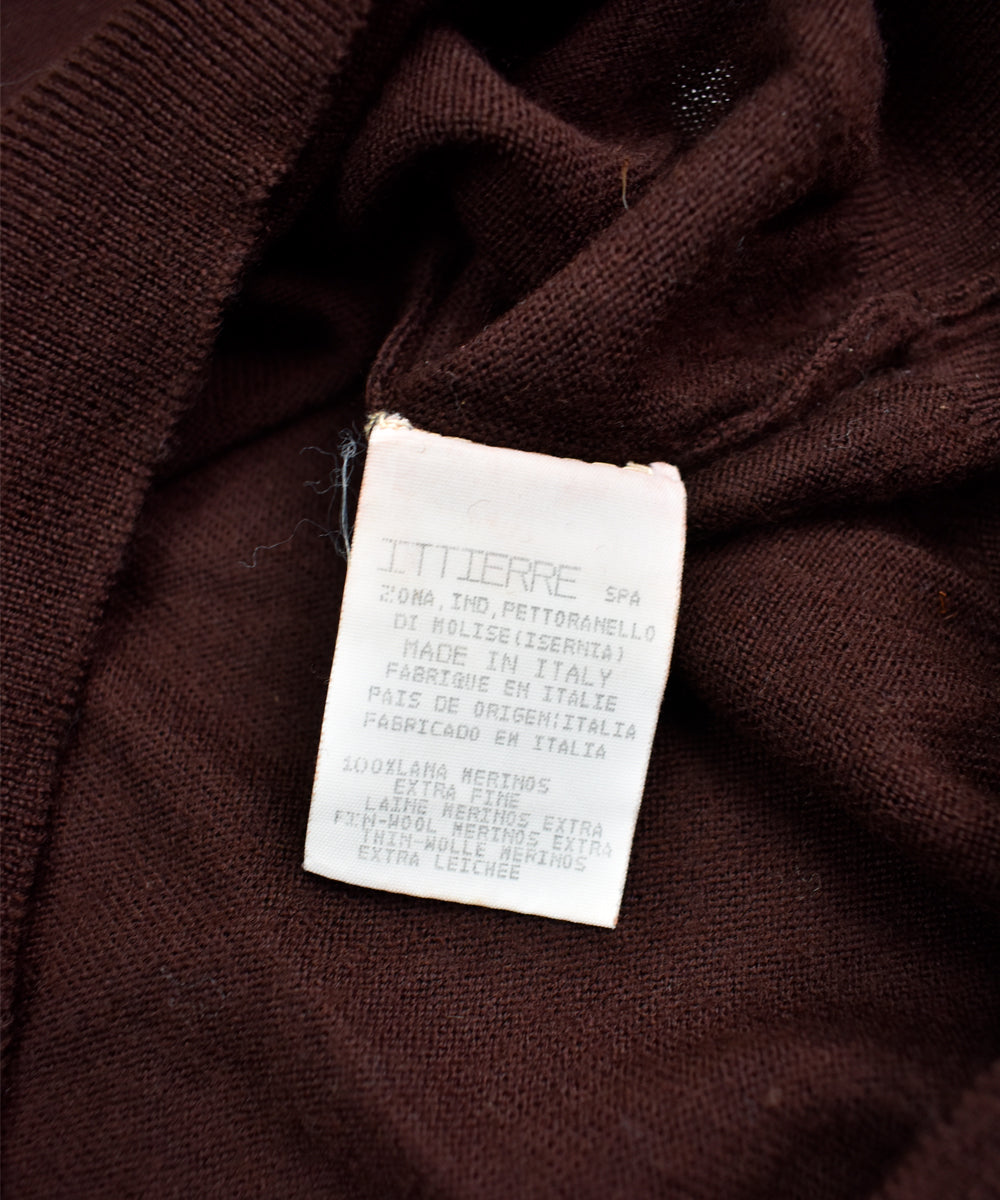 ITTIERRE SPA
ZONA,IND,PETTORANELLO
DI MOLISE(ISERNIA)
MADE IN ITALY
FABRIQUE EN ITALIE
PAIS DE ORIGEM:ITALIA
FABRICADO EN ITALIA
100%LANA MERINOS
EXTRA FINE
LAINE MERINOS EXTRA
FIN-WOOL MERINOS EXTRA
THIN-WOLLE MERINOS
EXTRA LEICHEE